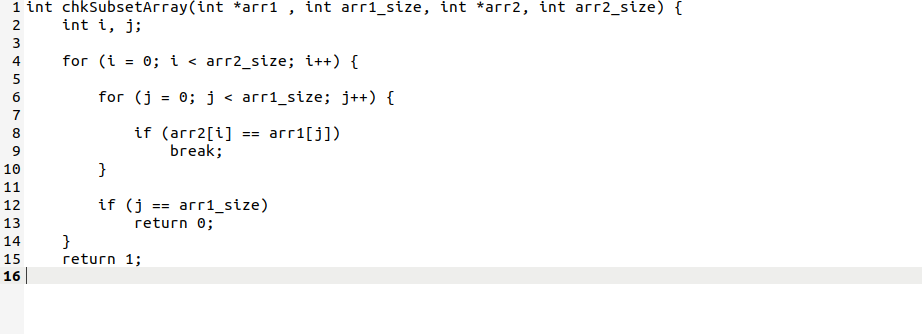 1 int chkSubsetArray(int *arr1 , int arr1_size, int *arr2, int arr2_size) {
2     int i, j;
3
4     for (i = 0; i < arr2_size; i++) {
5
6         for (j = 0; j < arr1_size; j++) {
7
8             if (arr2[i] == arr1[j])
9                 break;
10         }
11
12         if (j == arr1_size)
13             return 0;
14     }
15     return 1;
16